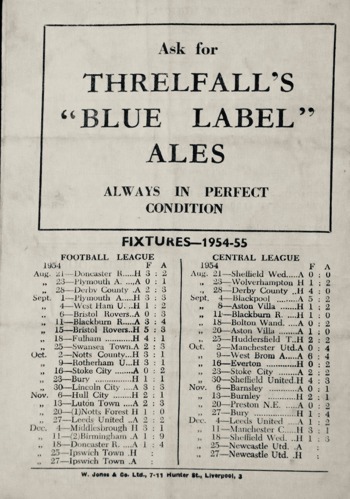 Ask for
THRELFALL'S
"BLUE LABEL"
ALES
ALWAYS IN PERFECT
CONDITION
FIXTURES—1954-55
FOOTBALL LEAGUE
1954 F A
Aug. 21—Doncaster R. ...H 3 : 2
„ 23—Plymouth A. ...A 0 : 1
„ 28—Derby County .A 2 : 3
Sept. 1—Plymouth A. ...H 3 : 3
„ 4—West Ham U. ..H 1 : 2
„ 6—Bristol Rovers..A 0 : 3
„ 11—Blackburn R. ...A 3 : 4
„ 15—Bristol Rovers..H 5 : 3
„ 18—Fulham ............H 4 : 1
„ 25—Swansea Town..A 2 : 3
Oct. 2—Notts County...H 3 : 1
„ 9—Rotherham U...H 3 : 1
„ 16—Stoke City ......A 0 : 2
„ 23—Bury ..............H 1 : 1
„ 30—Lincoln City ...A 3 : 3
Nov. 6—Hull City ........H 2 : 1
„ 13—Luton Town ....A 2 : 3
„ 20—(1)Notts Forest H 1 : 0
„ 27—Leeds United ...A 2 : 2
Dec. 4—Middlesbrough H 3 : 1
„ 11—(2)Birmingham .A 1 : 9
„ 18—Doncaster R. ...A 1 : 4
„ 25—Ipswich Town .H :
„ 27—Ipswich Town .A :
CENTRAL LEAGUE
1954 F A
Aug. 21—Sheffield Wed....A 0 : 0
„ 23—Wolverhampton H 1 : 2
„ 28—Derby County ..H 4 : 0
Sept. 4—Blackpool ........A 5 : 2
„ 8—Aston Villa ......H 1 : 2
„ 11—Blackburn R. ...H 1 : 0
„ 18—Bolton Wand. ..A 0 : 2
„ 20—Aston Villa ......A 1 : 0
„ 25—Huddersfield T..H 2 : 2
Oct. 2—Manchester Utd.A 0 : 4
„ 9—West Brom A....A 6 : 4
„ 16—Everton ...........H 0 : 2
„ 23—Stoke City .......A 2 : 2
„ 30—Sheffield United.H 4 : 3
Nov. 6—Barnsley .........A 0 : 1
„ 13—Burnley ...........H 2 : 1
„ 20—Preston N.E. ....A 0 : 2
„ 27—Bury ...............H 1 : 4
Dec. 4—Leeds United ....A 1 : 2
„ 11—Manchester C. ..H 3 : 1
„ 18—Sheffield Wed. .H 1 : 3
„ 25—Newcastle Utd. .A :
„ 27—Newcastle Utd. .H :
W. Jones & Co. Ltd., 7-11 Hunter St., Liverpool, 3